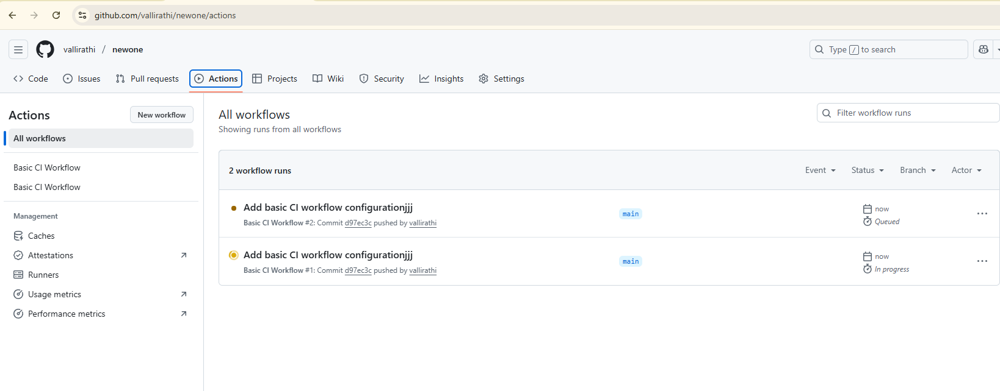 github.com/vallirathi/newone/actions
vallirathi / newone
Type / to search
Code Issues Pull requests Actions Projects Wiki Security Insights Settings
Actions
New workflow
All workflows
Basic CI Workflow
Basic CI Workflow
Management
Caches
Attestations
Runners
Usage metrics
Performance metrics
All workflows
Showing runs from all workflows
Filter workflow runs
2 workflow runs
Event Status Branch Actor
Add basic CI workflow configurationjjj
Basic CI Workflow #2: Commit d97ec3c pushed by vallirathi
main
now
Queued
Add basic CI workflow configurationjjj
Basic CI Workflow #1: Commit d97ec3c pushed by vallirathi
main
now
In progress